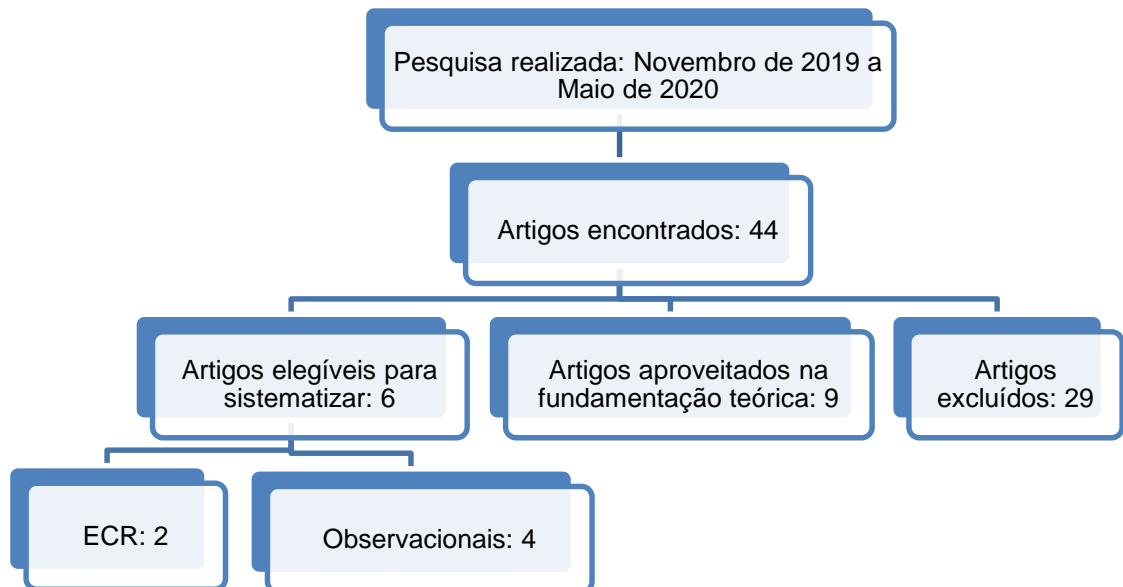 Pesquisa realizada: Novembro de 2019 a
Maio de 2020
Artigos encontrados: 44
Artigos elegíveis para
sistematizar: 6
Artigos aproveitados na
fundamentação teórica: 9
Artigos
excluídos: 29
ECR: 2
Observacionais: 4